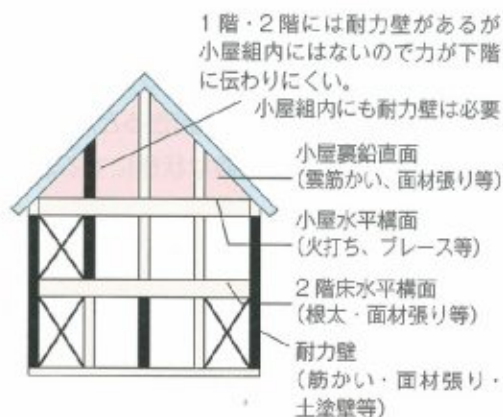 1階・2階には耐力壁があるが
小屋組内にはないので力が下階
に伝わりにくい。
小屋組内にも耐力壁は必要
小屋裏鉛直面
(雲筋かい、面材張り等)
小屋水平構面
(火打ち、ブレース等)
2階床水平構面
(根太・面材張り等)
耐力壁
(筋かい・面材張り・
土塗壁等)